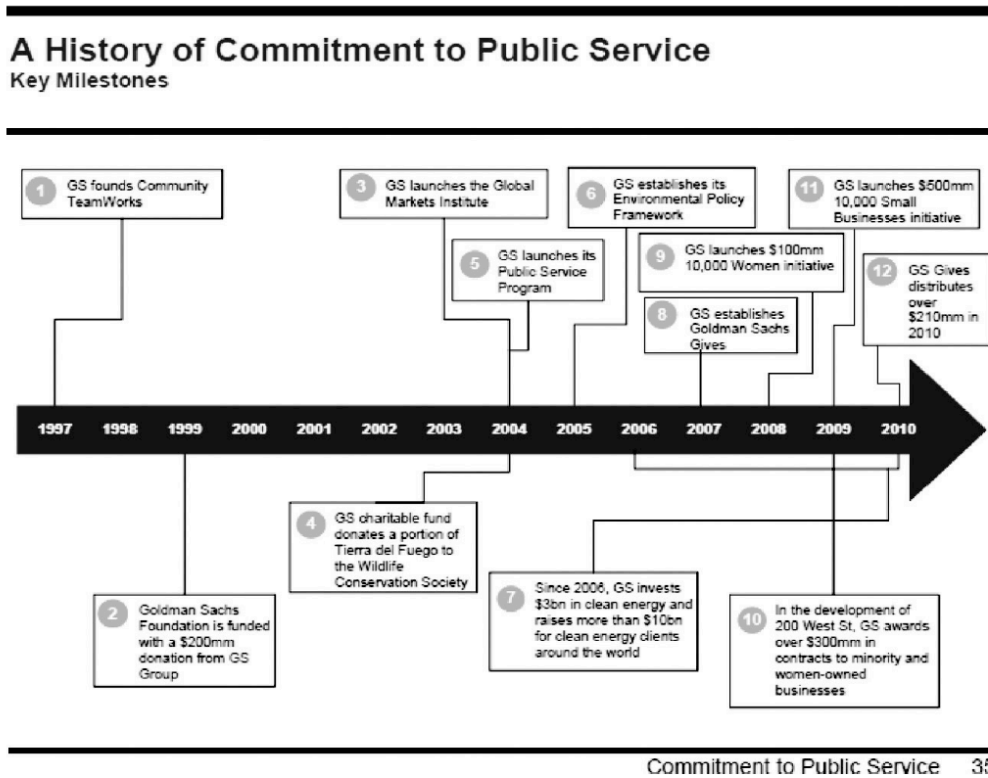 A History of Commitment to Public Service
Key Milestones
1
GS founds Community
TeamWorks
3
GS launches the Global
Markets Institute
5
GS launches its
Public Service
Program
6
GS establishes its
Environmental Policy
Framework
9
GS launches $100mm
10,000 Women initiative
8
GS establishes
Goldman Sachs
Gives
11
GS launches $500mm
10,000 Small
Businesses initiative
12
GS Gives
distributes
over
$210mm in
2010
1997 1998 1999 2000 2001 2002 2003 2004 2005 2006 2007 2008 2009 2010
2
Goldman Sachs
Foundation is funded
with a $200mm
donation from GS
Group
4
GS charitable fund
donates a portion of
Tierra del Fuego to
the Wildlife
Conservation Society
7
Since 2006, GS invests
$3bn in clean energy and
raises more than $10bn
for clean energy clients
around the world
10
In the development of
200 West St, GS awards
over $300mm in
contracts to minority and
women-owned
businesses
Commitment to Public Service 35